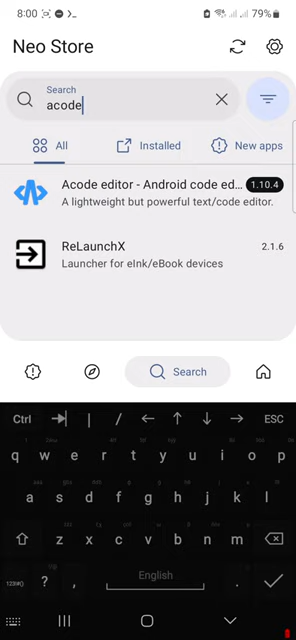 8:00 79%
Neo Store
Search
acode
All Installed New apps
Acode editor - Android code ed... 1.10.4
A lightweight but powerful text/code editor.
ReLaunchX 2.1.6
Launcher for eInk/eBook devices
Search
Ctrl | / ← ↑ ↓ → ESC
q w e r t y u i o p
a s d f g h j k l
z x c v b n m
? , English .